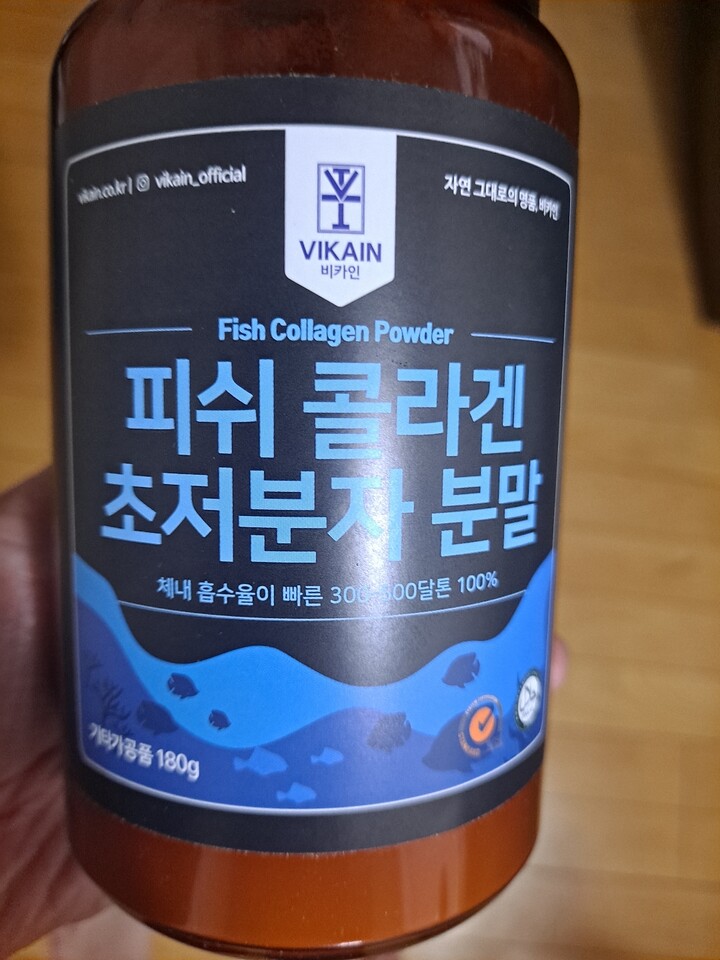 vikain.co.kr | vikain_official
자연 그대로의 명품, 비카인
VIKAIN
비카인
Fish Collagen Powder
피쉬 콜라겐
초저분자 분말
체내 흡수율이 빠른 300-500달톤 100%
기타가공품 180g